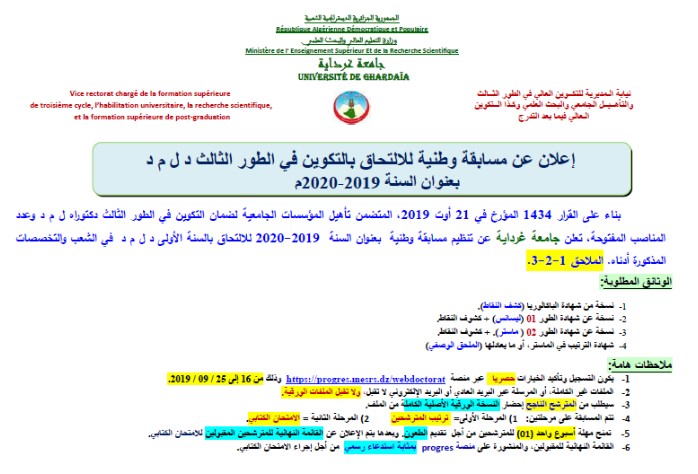 الجمهورية الجزائرية الديمقراطية الشعبية
République Algérienne Démocratique et Populaire
وزارة التعليم العالي والبحث العلمي
Ministère de l' Enseignement Supérieur Et de la Recherche Scientifique
جامعة غرداية
UNIVERSITÉ DE GHARDAÏA
Vice rectorat chargé de la formation supérieure
de troisième cycle, l'habilitation universitaire, la recherche scientifique,
et la formation supérieure de post-graduation
نيابة المديرية للتكوين العالي في الطور الثالث
والتأهيل الجامعي والبحث العلمي وكذا التكوين
العالي فيما بعد التدرج
إعلان عن مسابقة وطنية للالتحاق بالتكوين في الطور الثالث د ل م د
بعنوان السنة 2019-2020م
بناء على القرار 1434 المؤرخ في 21 أوت 2019، المتضمن تأهيل المؤسسات الجامعية لضمان التكوين في الطور الثالث دكتوراه ل م د وعدد
المناصب المفتوحة، تعلن جامعة غرداية عن تنظيم مسابقة وطنية بعنوان السنة 2019-2020 للالتحاق بالسنة الأولى د ل م د في الشعب والتخصصات
المذكورة أدناه. الملاحق 1-2-3.
الوثائق المطلوبة:
1- نسخة من شهادة الباكالوريا (كشف النقاط).
2- نسخة عن شهادة الطور 01 (ليسانس) + كشوف النقاط.
3- نسخة عن شهادة الطور 02 ( ماستر). + كشوف النقاط.
4- شهادة الترتيب في الماستر، أو ما يعادلها (الملحق الوصفي)
ملاحظات هامة:
1- يكون التسجيل وتأكيد الخيارات حصريا عبر منصة https://progres.mesrs.dz/webdoctorat وذلك من 16 إلى 25 / 09 / 2019.
2- الملفات غير الكاملة، أو المرسلة عبر البريد العادي أو البريد الإلكتروني لا تقبل. ولا تقبل الملفات الورقية.
3- سيطلب من المترشح الناجح إحضار النسخة الورقية الأصلية الكاملة من الملف.
4- تتم المسابقة على مرحلتين: 1) المرحلة الأولى= ترتيب المترشحين 2) المرحلة الثانية = الامتحان الكتابي.
5- تمنح مهلة أسبوع واحد (01) للمترشحين من أجل تقديم الطعون. وبعدها يتم الإعلان عن القائمة النهائية للمترشحين المقبولين للامتحان الكتابي.
6- القائمة النهائية للمقبولين، والمنشورة على منصة progres بمثابة استدعاء رسمي من أجل إجراء الامتحان الكتابي.